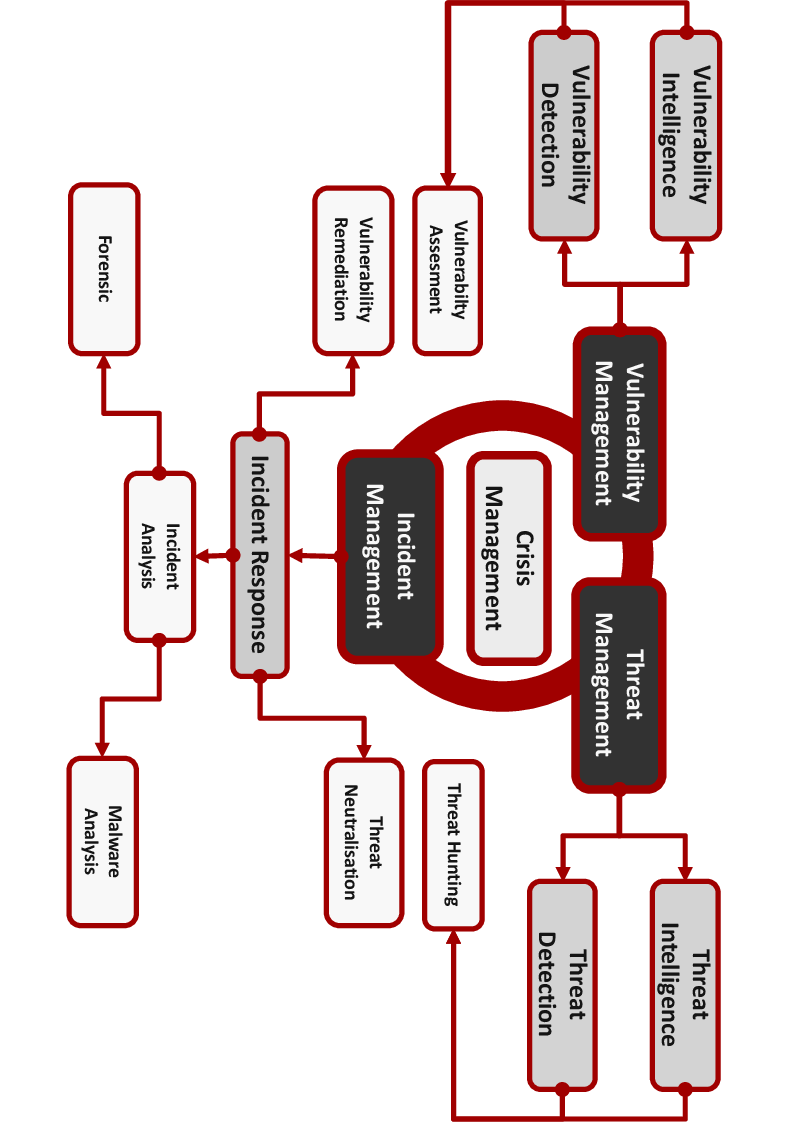 Vulnerability
Intelligence
Vulnerability
Management
Threat
Management
Threat
Intelligence
Vulnerability
Detection
Threat
Detection
Crisis
Management
Vulnerabilty
Assesment
Threat Hunting
Incident
Management
Vulnerability
Remediation
Threat
Neutralisation
Incident Response
Incident
Analysis
Forensic
Malware
Analysis